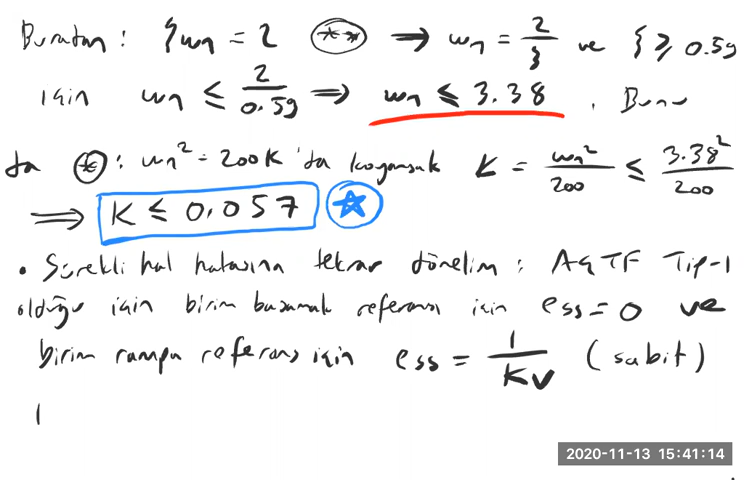 Buradan : ζωn = 2 (**) → ωn = 2/ζ ve ζ ≥ 0.59
için ωn ≤ 2/0.59 ⇒ ωn ≤ 3.38 . Bunu
da (*) : ωn² = 200K 'da koyarsak K = ωn²/200 ≤ 3.38²/200
⇒ K ≤ 0.057 ☆
• Sürekli hal hatasına tekrar dönelim : AÇTF Tip-1
olduğu için birim basamak referansı için ess = 0 ve
birim rampa referans için ess = 1/Kv (sabit)
2020-11-13 15:41:14